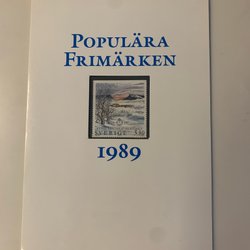 POPULÄRA
FRIMÄRKEN
SVERIGE
1989